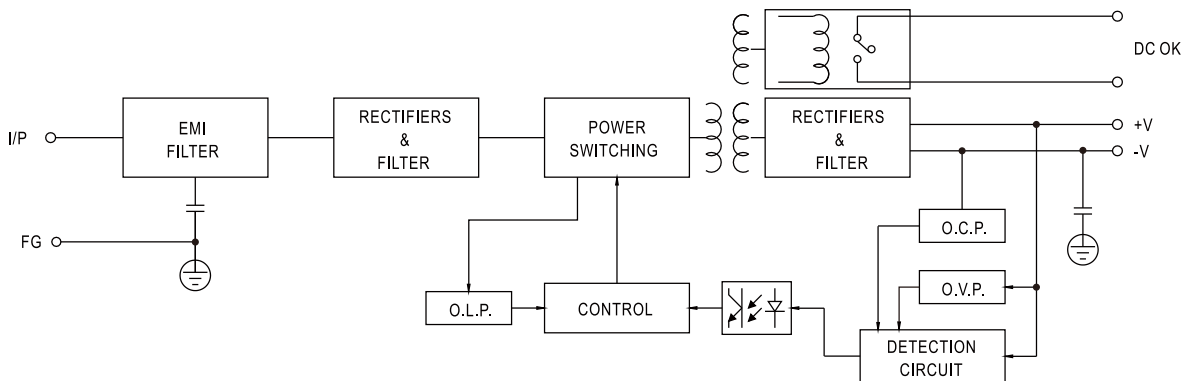 DC OK
I/P
EMI
FILTER
RECTIFIERS
&
FILTER
POWER
SWITCHING
RECTIFIERS
&
FILTER
+V
-V
FG
O.C.P.
O.V.P.
O.L.P.
CONTROL
DETECTION
CIRCUIT